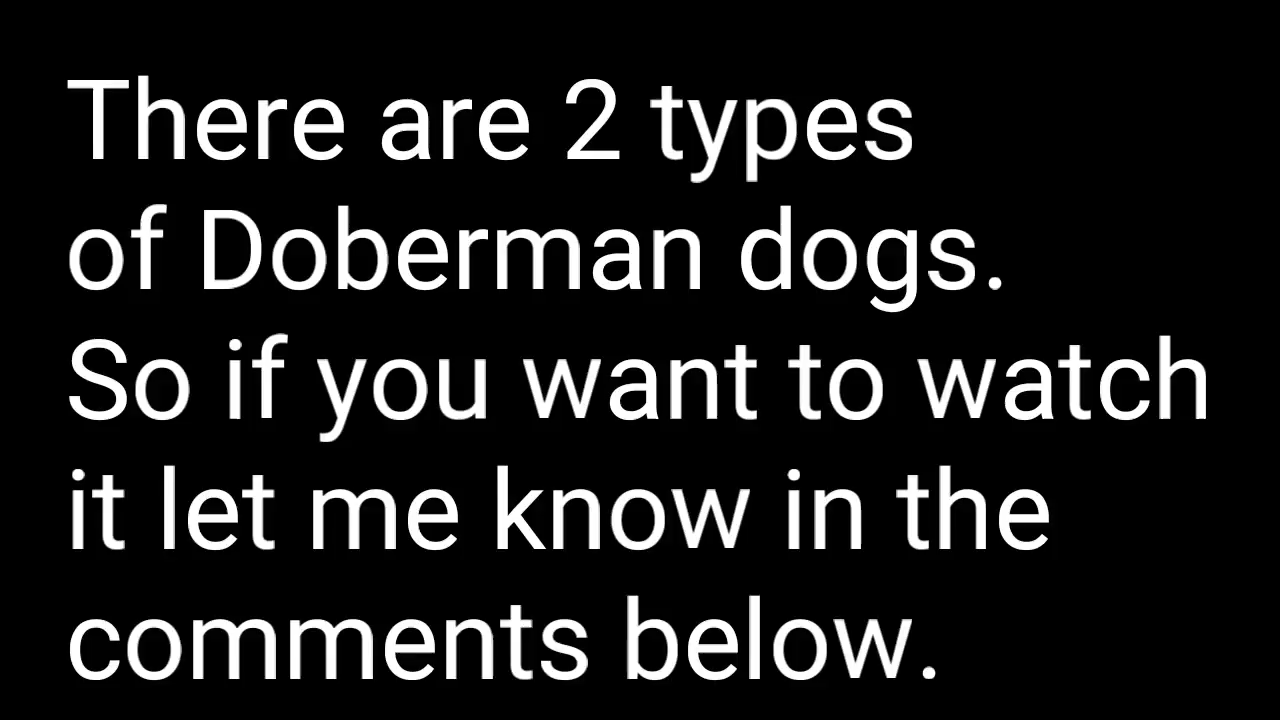 There are 2 types
of Doberman dogs.
So if you want to watch
it let me know in the
comments below.